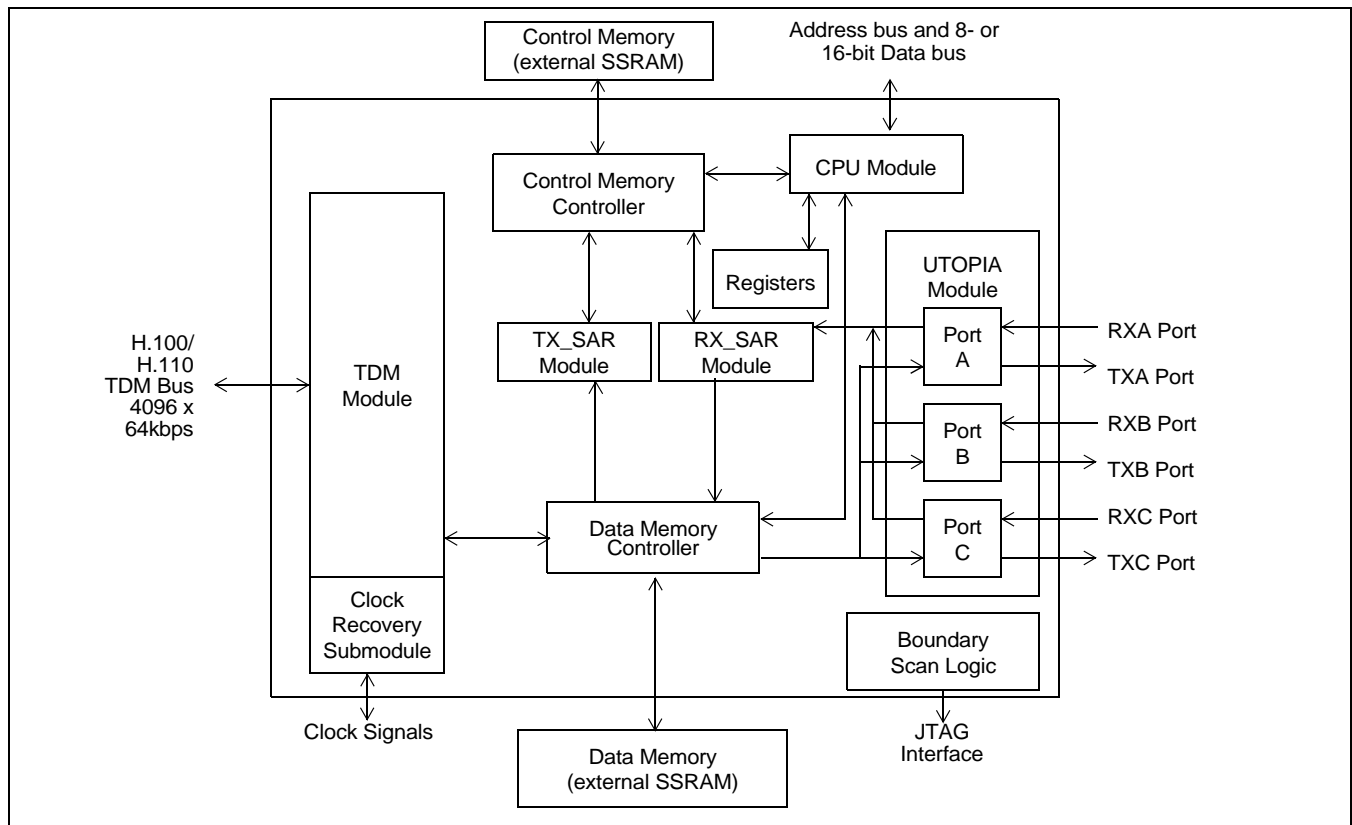 Control Memory
(external SSRAM)
Address bus and 8- or
16-bit Data bus
CPU Module
Control Memory
Controller
Registers
UTOPIA
Module
TX_SAR
Module
RX_SAR
Module
Port
A
RXA Port
TXA Port
H.100/
H.110
TDM Bus
4096 x
64kbps
TDM
Module
Port
B
RXB Port
TXB Port
Data Memory
Controller
Port
C
RXC Port
TXC Port
Clock
Recovery
Submodule
Boundary
Scan Logic
Clock Signals
JTAG
Interface
Data Memory
(external SSRAM)